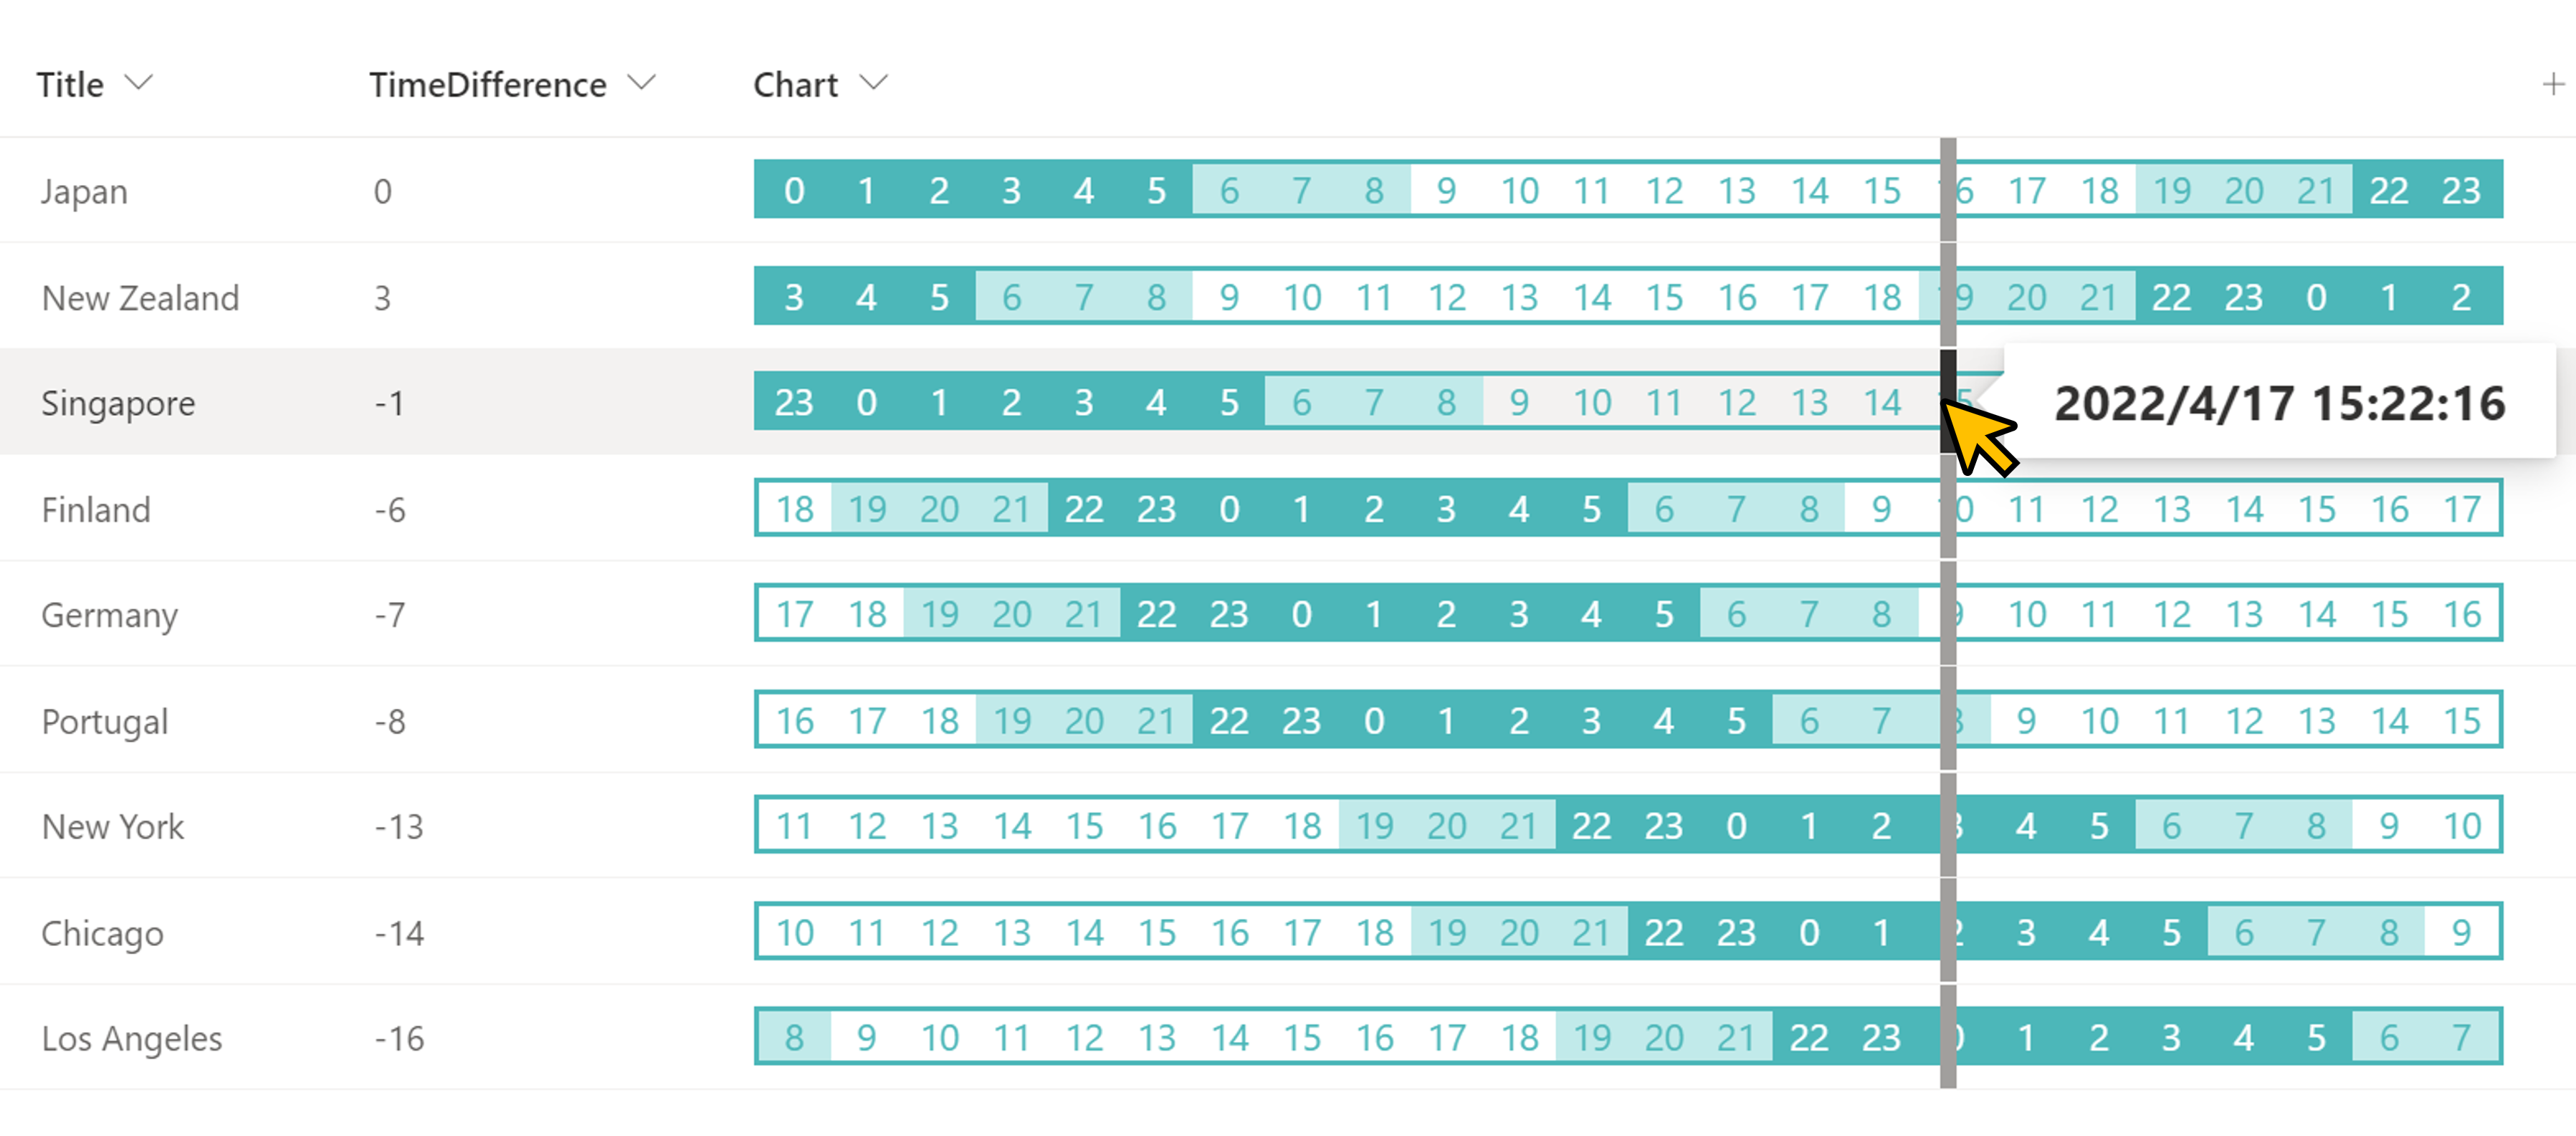 Title TimeDifference Chart +
Japan 0 0 1 2 3 4 5 6 7 8 9 10 11 12 13 14 15 16 17 18 19 20 21 22 23
New Zealand 3 3 4 5 6 7 8 9 10 11 12 13 14 15 16 17 18 19 20 21 22 23 0 1 2
Singapore -1 23 0 1 2 3 4 5 6 7 8 9 10 11 12 13 14 15 2022/4/17 15:22:16
Finland -6 18 19 20 21 22 23 0 1 2 3 4 5 6 7 8 9 10 11 12 13 14 15 16 17
Germany -7 17 18 19 20 21 22 23 0 1 2 3 4 5 6 7 8 9 10 11 12 13 14 15 16
Portugal -8 16 17 18 19 20 21 22 23 0 1 2 3 4 5 6 7 8 9 10 11 12 13 14 15
New York -13 11 12 13 14 15 16 17 18 19 20 21 22 23 0 1 2 3 4 5 6 7 8 9 10
Chicago -14 10 11 12 13 14 15 16 17 18 19 20 21 22 23 0 1 2 3 4 5 6 7 8 9
Los Angeles -16 8 9 10 11 12 13 14 15 16 17 18 19 20 21 22 23 0 1 2 3 4 5 6 7